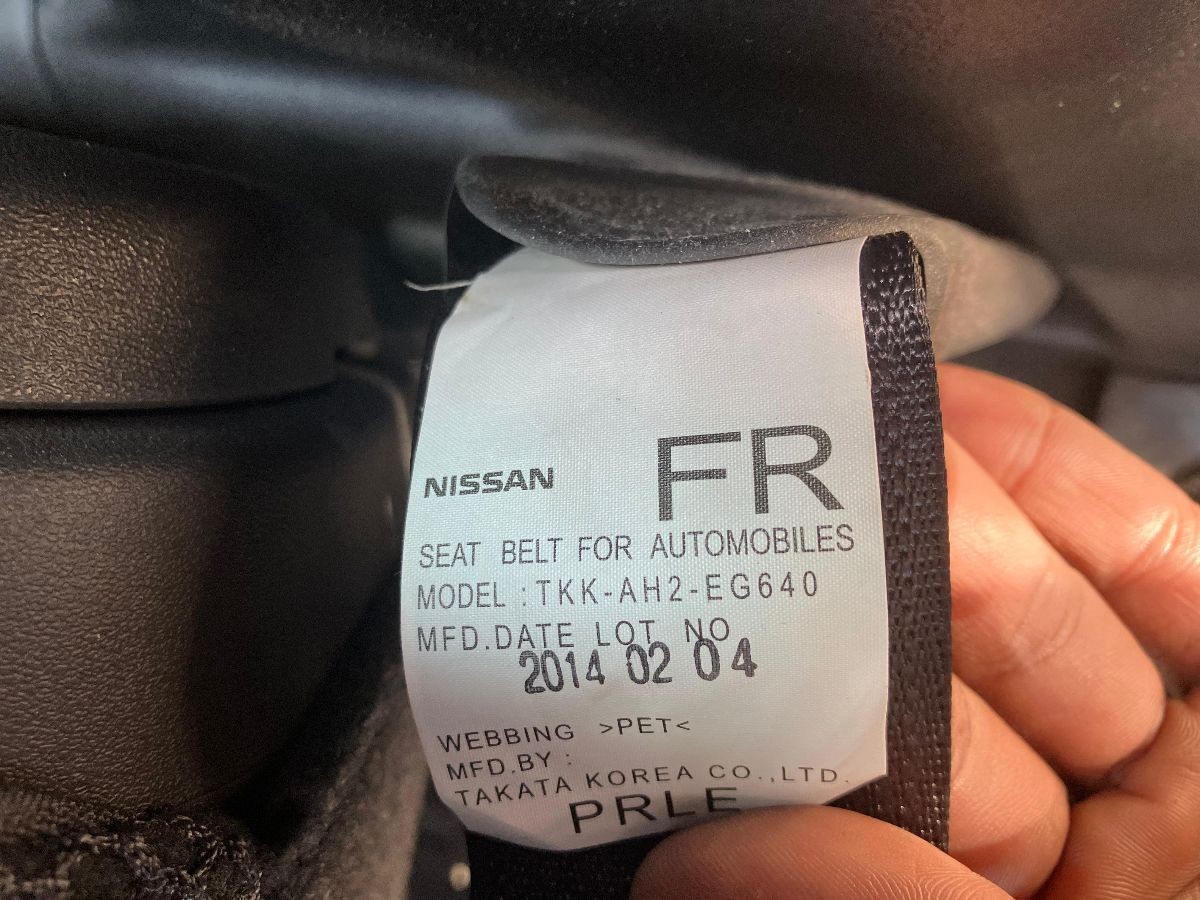 FR
NISSAN
SEAT BELT FOR AUTOMOBILES
MODEL : TKK-AH2-EG640
MFD.DATE LOT NO
2014 02 04
WEBBING >PET<
MFD.BY :
TAKATA KOREA CO.,LTD.
PRLE